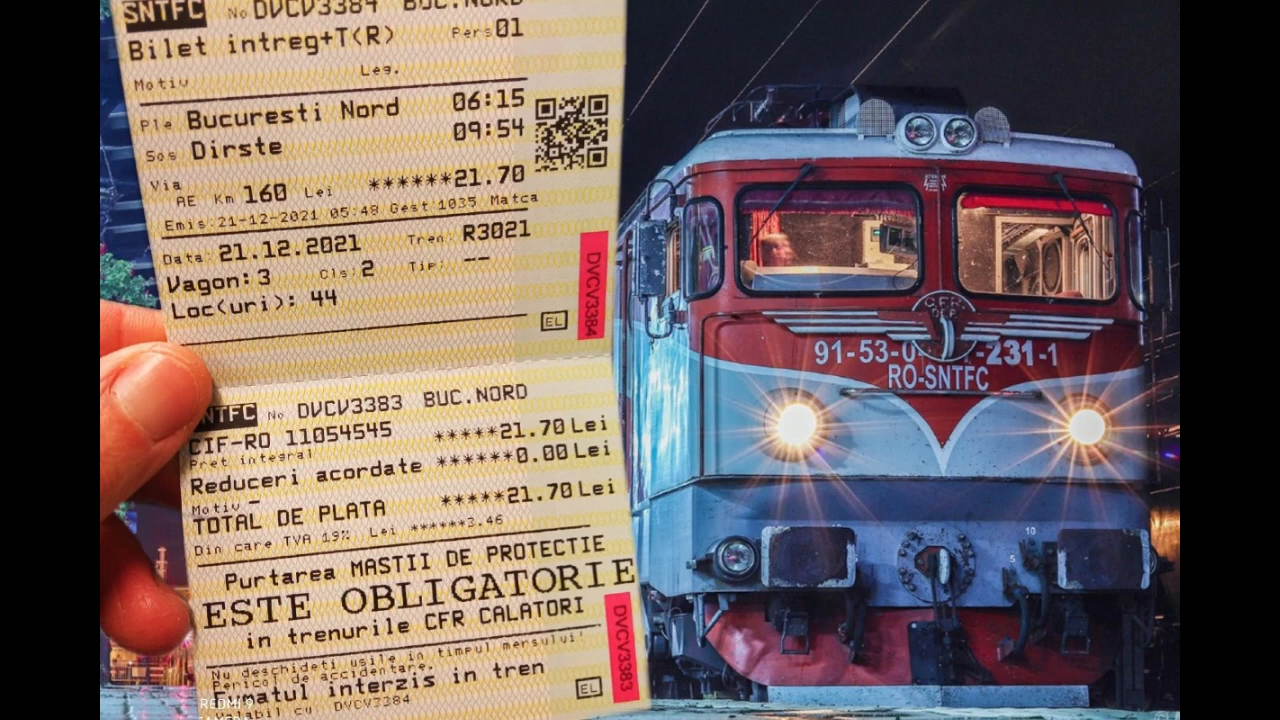 SNTFC No DVCV3384 BUC.NORD
Bilet intreg+T(R) Pers 01
Motiv Leg.
Ple Bucuresti Nord 06:15
Sos Dirste 09:54
Via
AE Km 160 Lei ******21.70
Emis:21-12-2021 05:48 Gest 1035 Matca
Data: 21.12.2021 Tren: R3021
Vagon:3 Cls:2 Tip: --
Loc(uri): 44
EL
DVCV3384
SNTFC No DVCV3383 BUC.NORD
CIF-RO 11054545
Pret integral *****21.70 Lei
Reduceri acordate ******0.00 Lei
Motiv –
TOTAL DE PLATA *****21.70 Lei
Din care TVA 19% Lei ******3.46
Purtarea MASTII DE PROTECTIE
ESTE OBLIGATORIE
in trenurile CFR CALATORI
Nu deschideti usile in timpul mersului!
Pericol de accidentare.
Fumatul interzis in tren
Valabil cu DVCV3384
EL
DVCV3383
REDMI 9
CFR
91-53-0 231-1
RO-SNTFC
10
5